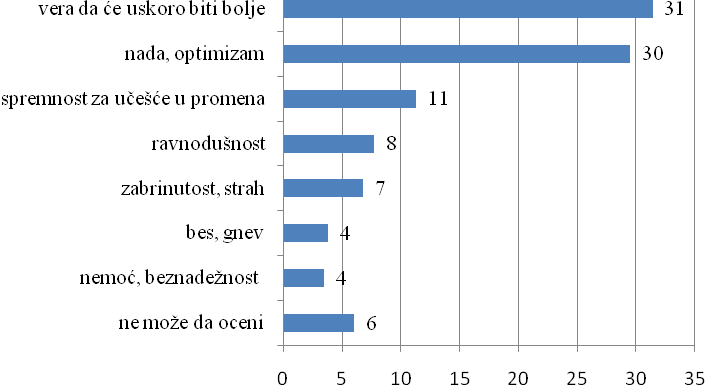 vera da će uskoro biti bolje 31
nada, optimizam 30
spremnost za učešće u promena 11
ravnodušnost 8
zabrinutost, strah 7
bes, gnev 4
nemoć, beznadežnost 4
ne može da oceni 6
0 5 10 15 20 25 30 35